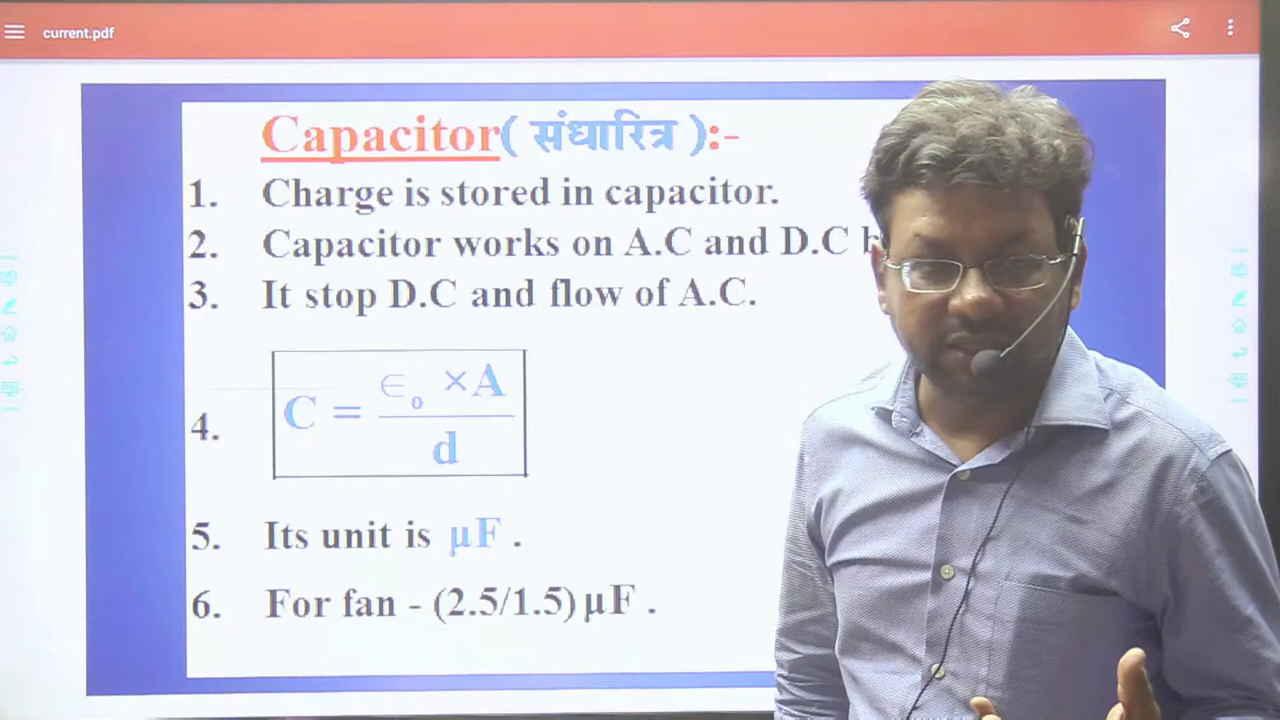 current.pdf
Capacitor( संधारित्र ):-
1. Charge is stored in capacitor.
2. Capacitor works on A.C and D.C
3. It stop D.C and flow of A.C.
4. C = ∈₀ ×A / d
5. Its unit is µF .
6. For fan - (2.5/1.5) µF .